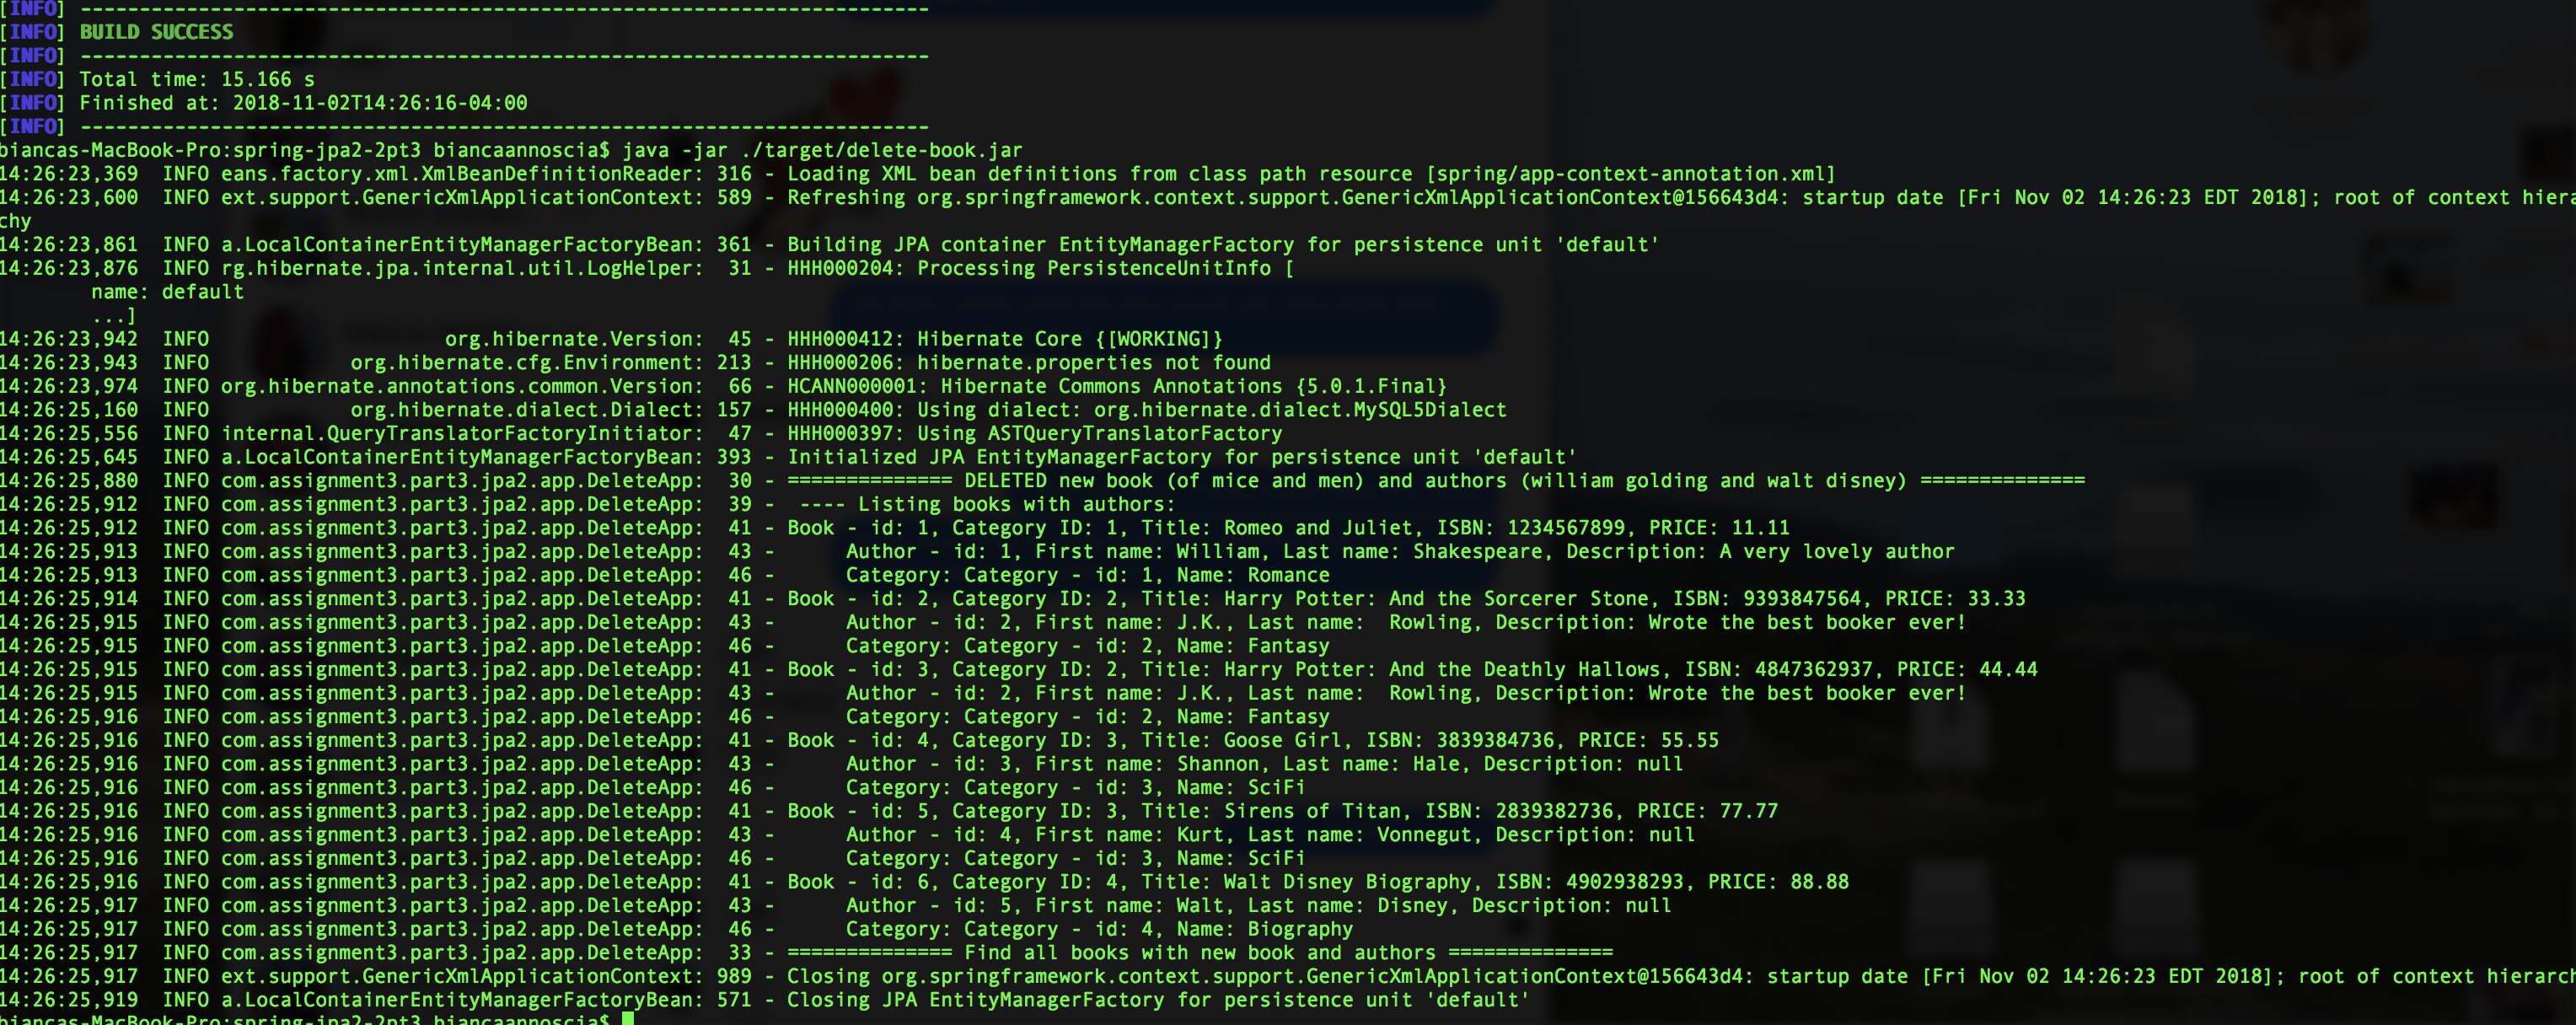 [INFO] ------------------------------------------------------------------------
[INFO] BUILD SUCCESS
[INFO] ------------------------------------------------------------------------
[INFO] Total time: 15.166 s
[INFO] Finished at: 2018-11-02T14:26:16-04:00
[INFO] ------------------------------------------------------------------------
biancas-MacBook-Pro:spring-jpa2-2pt3 biancaannoscia$ java -jar ./target/delete-book.jar
14:26:23,369  INFO eans.factory.xml.XmlBeanDefinitionReader: 316 - Loading XML bean definitions from class path resource [spring/app-context-annotation.xml]
14:26:23,600  INFO ext.support.GenericXmlApplicationContext: 589 - Refreshing org.springframework.context.support.GenericXmlApplicationContext@156643d4: startup date [Fri Nov 02 14:26:23 EDT 2018]; root of context hiera
chy
14:26:23,861  INFO a.LocalContainerEntityManagerFactoryBean: 361 - Building JPA container EntityManagerFactory for persistence unit 'default'
14:26:23,876  INFO rg.hibernate.jpa.internal.util.LogHelper:  31 - HHH000204: Processing PersistenceUnitInfo [
        name: default
        ...]
14:26:23,942  INFO                    org.hibernate.Version:  45 - HHH000412: Hibernate Core {[WORKING]}
14:26:23,943  INFO            org.hibernate.cfg.Environment: 213 - HHH000206: hibernate.properties not found
14:26:23,974  INFO org.hibernate.annotations.common.Version:  66 - HCANN000001: Hibernate Commons Annotations {5.0.1.Final}
14:26:25,160  INFO            org.hibernate.dialect.Dialect: 157 - HHH000400: Using dialect: org.hibernate.dialect.MySQL5Dialect
14:26:25,556  INFO internal.QueryTranslatorFactoryInitiator:  47 - HHH000397: Using ASTQueryTranslatorFactory
14:26:25,645  INFO a.LocalContainerEntityManagerFactoryBean: 393 - Initialized JPA EntityManagerFactory for persistence unit 'default'
14:26:25,880  INFO com.assignment3.part3.jpa2.app.DeleteApp:  30 - ============== DELETED new book (of mice and men) and authors (william golding and walt disney) ==============
14:26:25,912  INFO com.assignment3.part3.jpa2.app.DeleteApp:  39 -  ---- Listing books with authors:
14:26:25,912  INFO com.assignment3.part3.jpa2.app.DeleteApp:  41 - Book - id: 1, Category ID: 1, Title: Romeo and Juliet, ISBN: 1234567899, PRICE: 11.11
14:26:25,913  INFO com.assignment3.part3.jpa2.app.DeleteApp:  43 -      Author - id: 1, First name: William, Last name: Shakespeare, Description: A very lovely author
14:26:25,913  INFO com.assignment3.part3.jpa2.app.DeleteApp:  46 -      Category: Category - id: 1, Name: Romance
14:26:25,914  INFO com.assignment3.part3.jpa2.app.DeleteApp:  41 - Book - id: 2, Category ID: 2, Title: Harry Potter: And the Sorcerer Stone, ISBN: 9393847564, PRICE: 33.33
14:26:25,915  INFO com.assignment3.part3.jpa2.app.DeleteApp:  43 -      Author - id: 2, First name: J.K., Last name:  Rowling, Description: Wrote the best booker ever!
14:26:25,915  INFO com.assignment3.part3.jpa2.app.DeleteApp:  46 -      Category: Category - id: 2, Name: Fantasy
14:26:25,915  INFO com.assignment3.part3.jpa2.app.DeleteApp:  41 - Book - id: 3, Category ID: 2, Title: Harry Potter: And the Deathly Hallows, ISBN: 4847362937, PRICE: 44.44
14:26:25,915  INFO com.assignment3.part3.jpa2.app.DeleteApp:  43 -      Author - id: 2, First name: J.K., Last name:  Rowling, Description: Wrote the best booker ever!
14:26:25,916  INFO com.assignment3.part3.jpa2.app.DeleteApp:  46 -      Category: Category - id: 2, Name: Fantasy
14:26:25,916  INFO com.assignment3.part3.jpa2.app.DeleteApp:  41 - Book - id: 4, Category ID: 3, Title: Goose Girl, ISBN: 3839384736, PRICE: 55.55
14:26:25,916  INFO com.assignment3.part3.jpa2.app.DeleteApp:  43 -      Author - id: 3, First name: Shannon, Last name: Hale, Description: null
14:26:25,916  INFO com.assignment3.part3.jpa2.app.DeleteApp:  46 -      Category: Category - id: 3, Name: SciFi
14:26:25,916  INFO com.assignment3.part3.jpa2.app.DeleteApp:  41 - Book - id: 5, Category ID: 3, Title: Sirens of Titan, ISBN: 2839382736, PRICE: 77.77
14:26:25,916  INFO com.assignment3.part3.jpa2.app.DeleteApp:  43 -      Author - id: 4, First name: Kurt, Last name: Vonnegut, Description: null
14:26:25,916  INFO com.assignment3.part3.jpa2.app.DeleteApp:  46 -      Category: Category - id: 3, Name: SciFi
14:26:25,916  INFO com.assignment3.part3.jpa2.app.DeleteApp:  41 - Book - id: 6, Category ID: 4, Title: Walt Disney Biography, ISBN: 4902938293, PRICE: 88.88
14:26:25,917  INFO com.assignment3.part3.jpa2.app.DeleteApp:  43 -      Author - id: 5, First name: Walt, Last name: Disney, Description: null
14:26:25,917  INFO com.assignment3.part3.jpa2.app.DeleteApp:  46 -      Category: Category - id: 4, Name: Biography
14:26:25,917  INFO com.assignment3.part3.jpa2.app.DeleteApp:  33 - ============== Find all books with new book and authors ==============
14:26:25,917  INFO ext.support.GenericXmlApplicationContext: 989 - Closing org.springframework.context.support.GenericXmlApplicationContext@156643d4: startup date [Fri Nov 02 14:26:23 EDT 2018]; root of context hierarch
14:26:25,919  INFO a.LocalContainerEntityManagerFactoryBean: 571 - Closing JPA EntityManagerFactory for persistence unit 'default'
biancas-MacBook-Pro:spring-jpa2-2pt3 biancaannoscia$